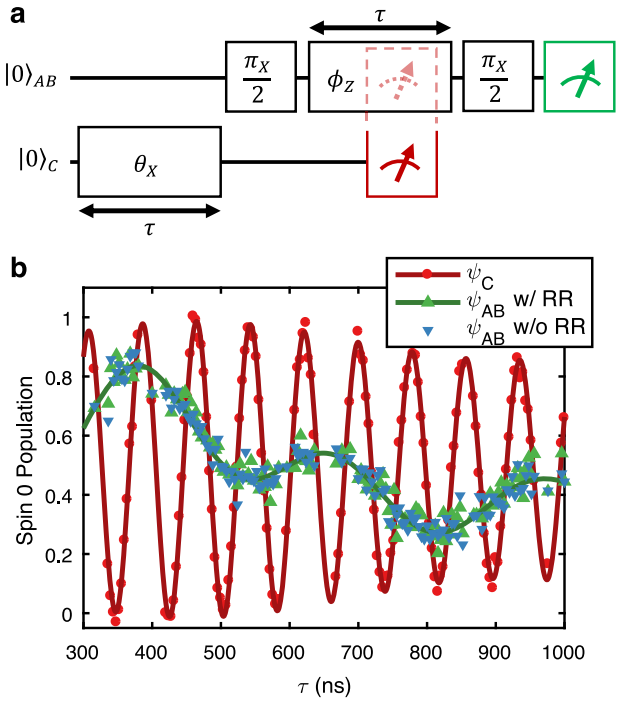 a
τ
|0⟩AB
πX
2
ϕZ
πX
2
|0⟩C
θX
τ
b
ψC
ψAB w/ RR
ψAB w/o RR
1
0.8
0.6
0.4
0.2
0
Spin 0 Population
300 400 500 600 700 800 900 1000
τ (ns)